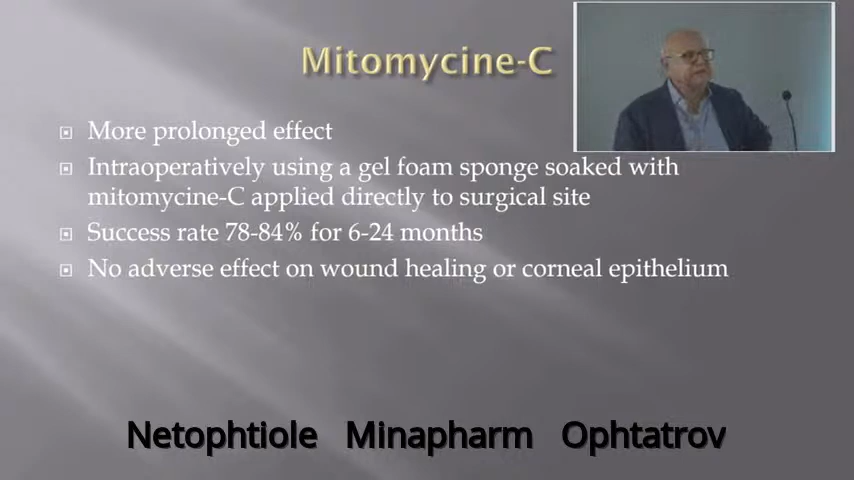 Mitomycine-C
More prolonged effect
Intraoperatively using a gel foam sponge soaked with
mitomycine-C applied directly to surgical site
Success rate 78-84% for 6-24 months
No adverse effect on wound healing or corneal epithelium
Netophtiole Minapharm Ophtatrov